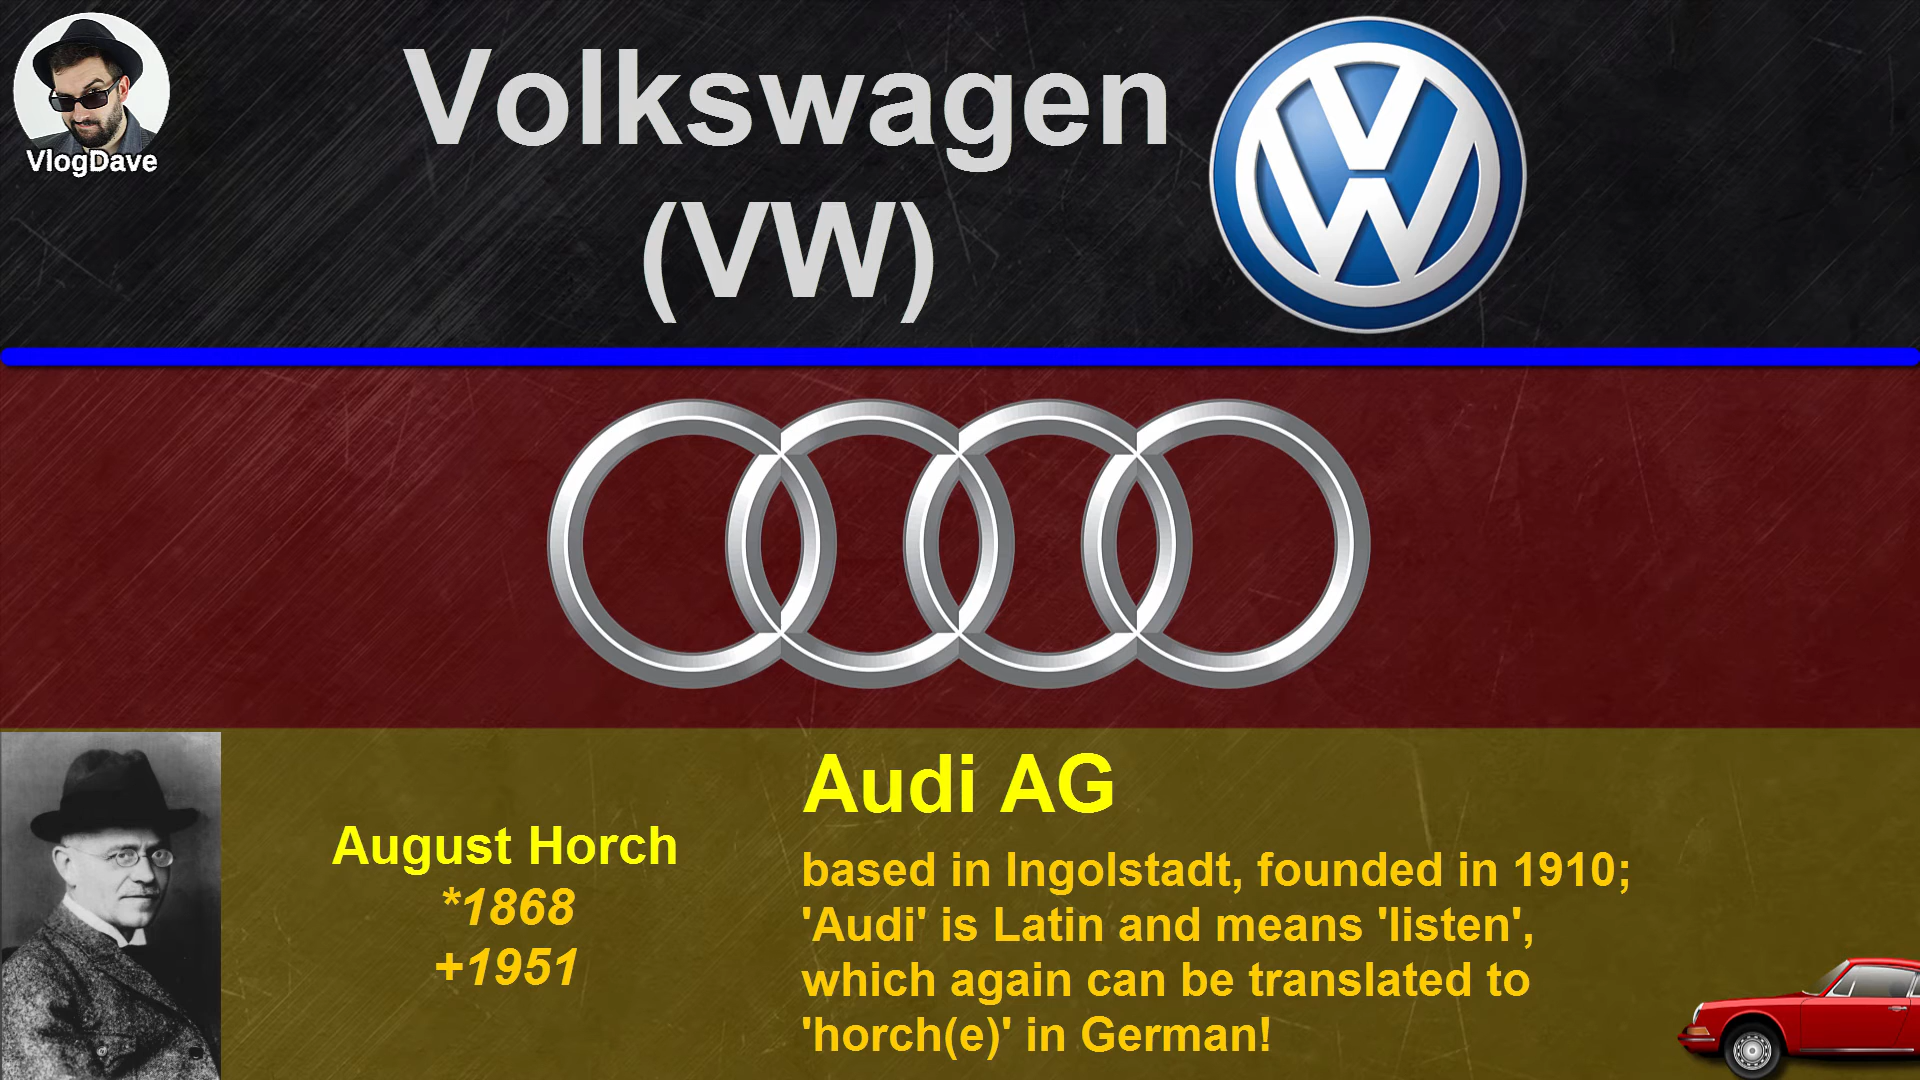 VlogDave
Volkswagen
(VW)
August Horch
*1868
+1951
Audi AG
based in Ingolstadt, founded in 1910;
'Audi' is Latin and means 'listen',
which again can be translated to
'horch(e)' in German!